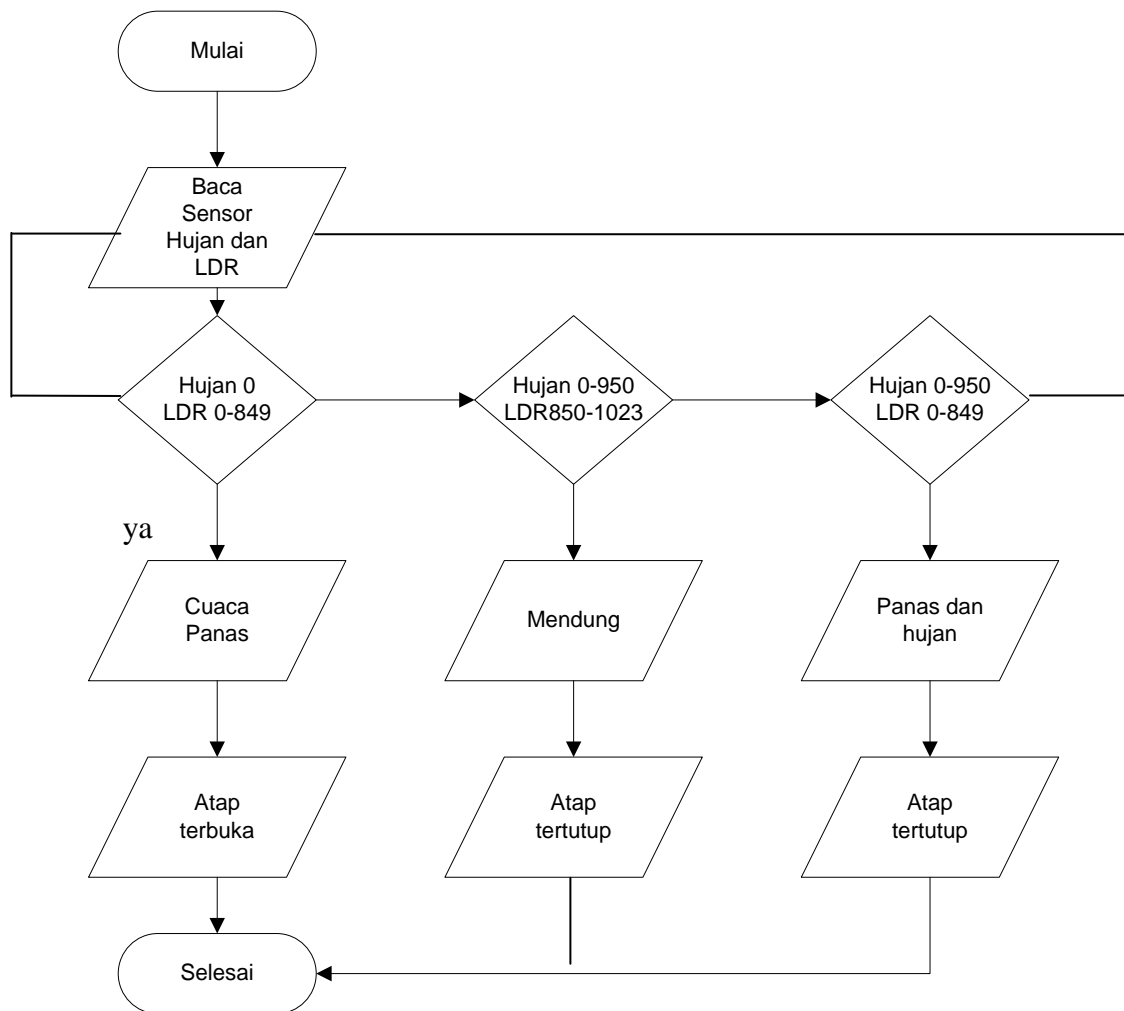 Mulai
Baca
Sensor
Hujan dan
LDR
Hujan 0
LDR 0-849
Hujan 0-950
LDR850-1023
Hujan 0-950
LDR 0-849
ya
Cuaca
Panas
Mendung
Panas dan
hujan
Atap
terbuka
Atap
tertutup
Atap
tertutup
Selesai